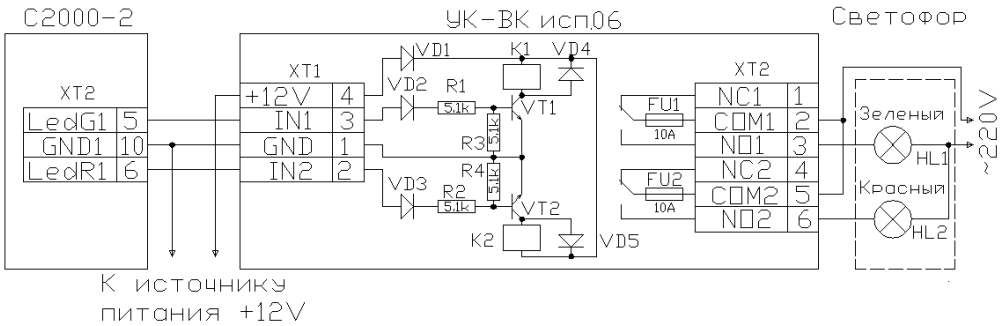 С2000-2
УК-ВК исп.06
Светофор
XT2
LedG1 5
GND1 10
LedR1 6
XT1
+12V 4
IN1 3
GND 1
IN2 2
VD1
VD2
R1
5.1k
K1
VD4
VT1
R3
5.1k
R4
5.1k
VD3
R2
5.1k
VT2
K2
VD5
FU1
10A
FU2
10A
XT2
NC1 1
COM1 2
NO1 3
NC2 4
COM2 5
NO2 6
Зеленый
HL1
Красный
HL2
~220V
К источнику
питания +12V